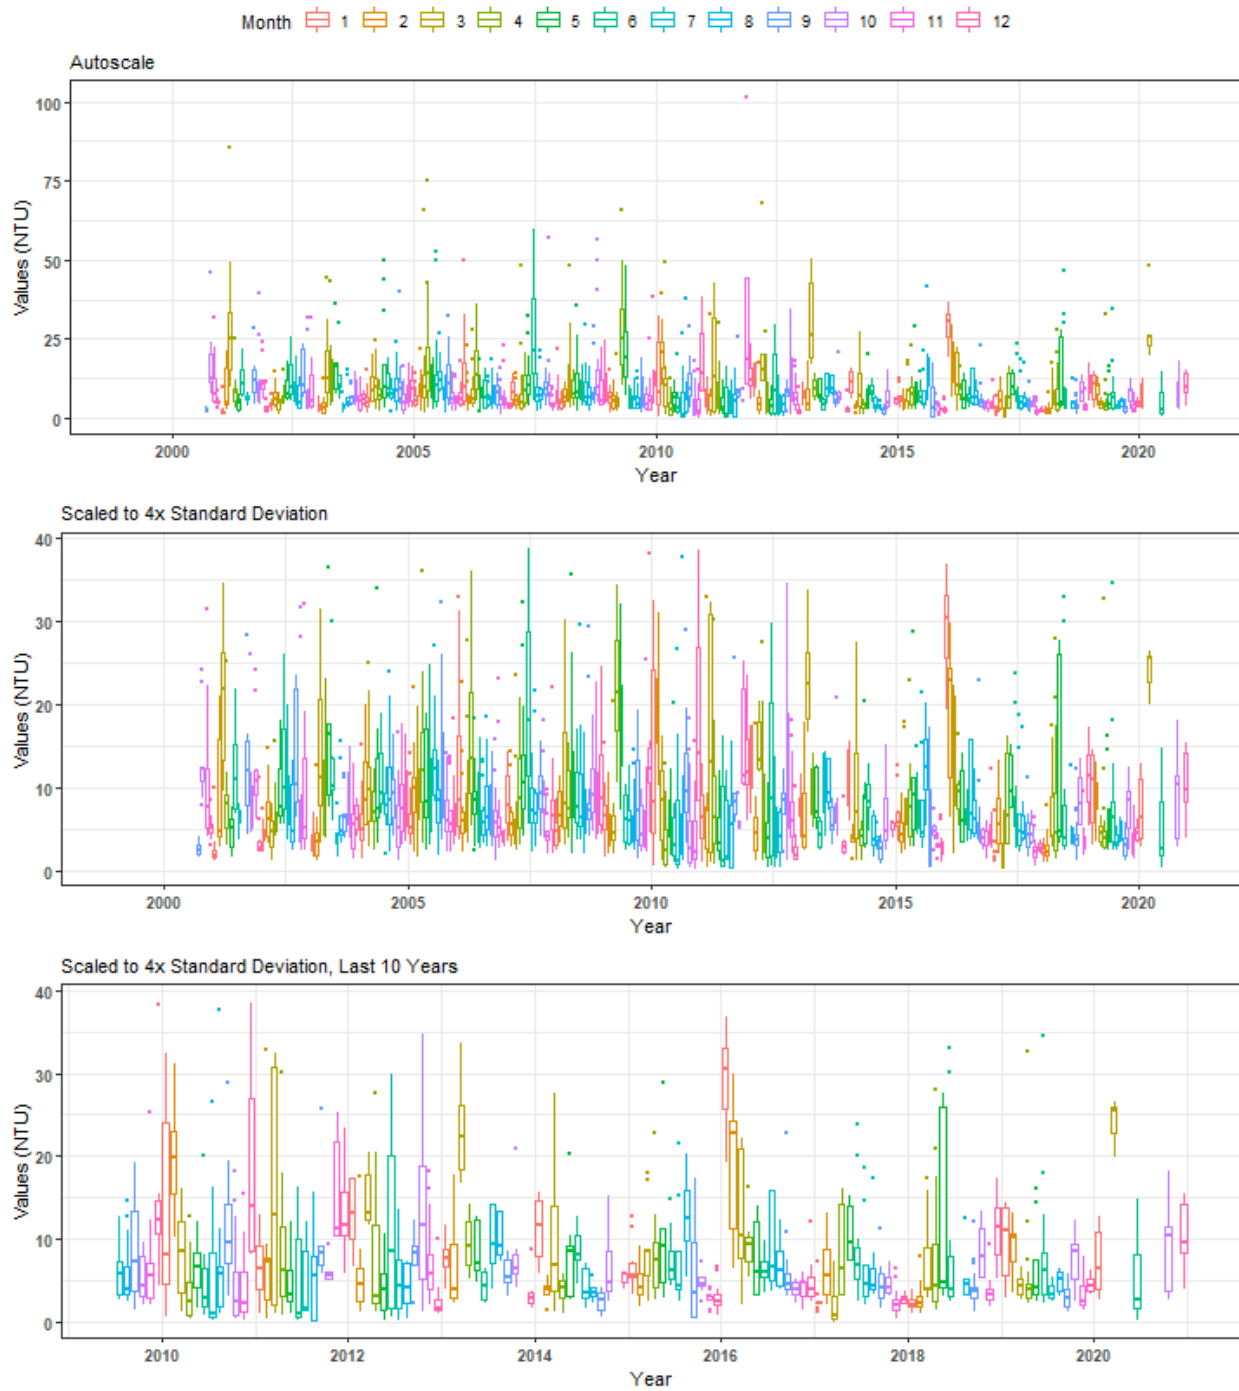 Month 1 2 3 4 5 6 7 8 9 10 11 12
Autoscale
100
75
50
25
0
Values (NTU)
2000 2005 2010 2015 2020
Year
Scaled to 4x Standard Deviation
40
30
20
10
0
Values (NTU)
2000 2005 2010 2015 2020
Year
Scaled to 4x Standard Deviation, Last 10 Years
40
30
20
10
0
Values (NTU)
2010 2012 2014 2016 2018 2020
Year